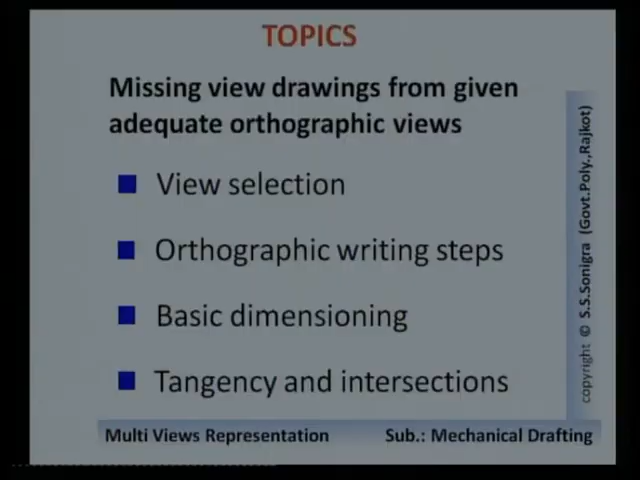 TOPICS
Missing view drawings from given
adequate orthographic views
View selection
Orthographic writing steps
Basic dimensioning
Tangency and intersections
Multi Views Representation Sub.: Mechanical Drafting
copyright © S.S.Sonigra (Govt.Poly.,Rajkot)